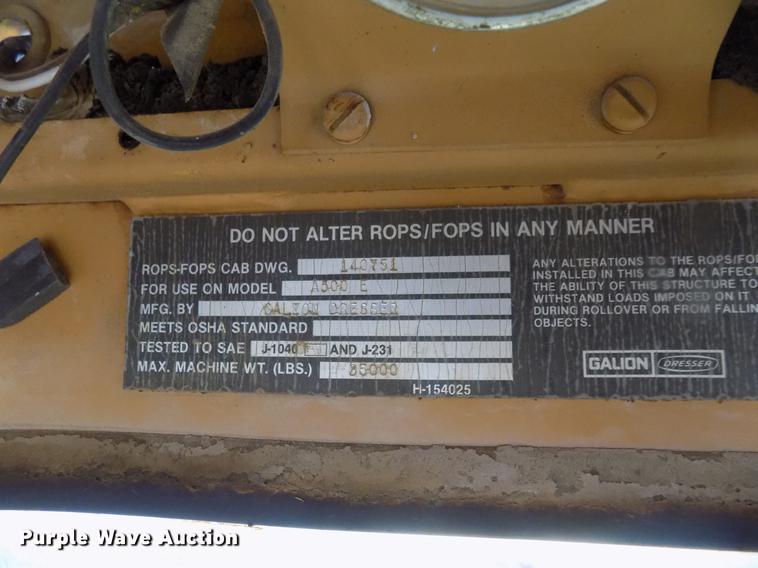 DO NOT ALTER ROPS/FOPS IN ANY MANNER
ROPS-FOPS CAB DWG. 140751
FOR USE ON MODEL A500 E
MFG. BY GALION DRESSER
MEETS OSHA STANDARD
TESTED TO SAE J-1040 AND J-231
MAX. MACHINE WT. (LBS.) 35000
H-154025
ANY ALTERATIONS TO THE ROPS/FO
INSTALLED IN THIS CAB MAY AFFECT
THE ABILITY OF THIS STRUCTURE TO
WITHSTAND LOADS IMPOSED ON IT
DURING ROLLOVER OR FROM FALLIN
OBJECTS.
GALION DRESSER
Purple Wave Auction